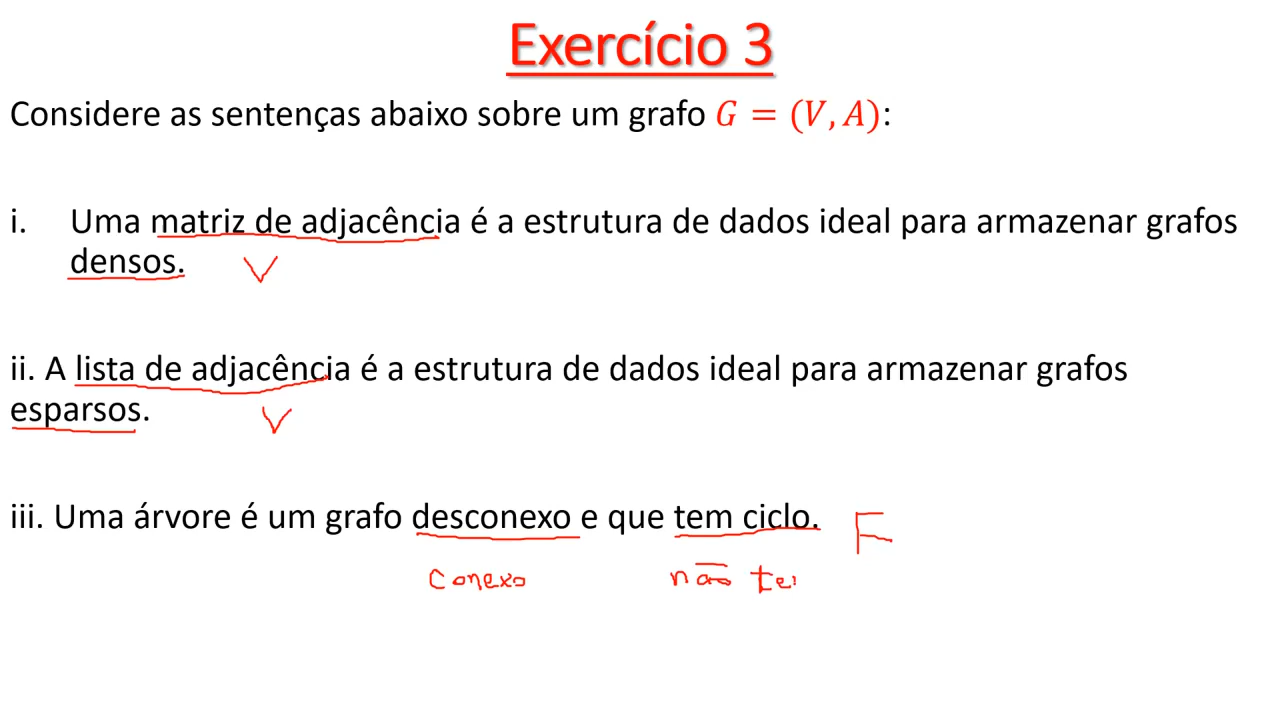 Exercício 3
Considere as sentenças abaixo sobre um grafo G = (V, A):
i. Uma matriz de adjacência é a estrutura de dados ideal para armazenar grafos
densos. V
ii. A lista de adjacência é a estrutura de dados ideal para armazenar grafos
esparsos. V
iii. Uma árvore é um grafo desconexo e que tem ciclo. F
conexo não te